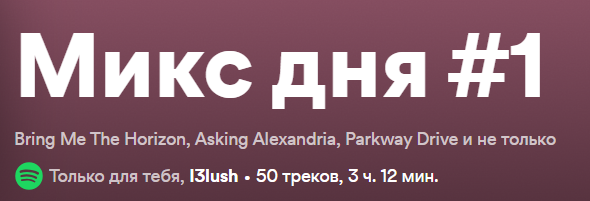 Микс дня #1
Bring Me The Horizon, Asking Alexandria, Parkway Drive и не только
Только для тебя, l3lush • 50 треков, 3 ч. 12 мин.